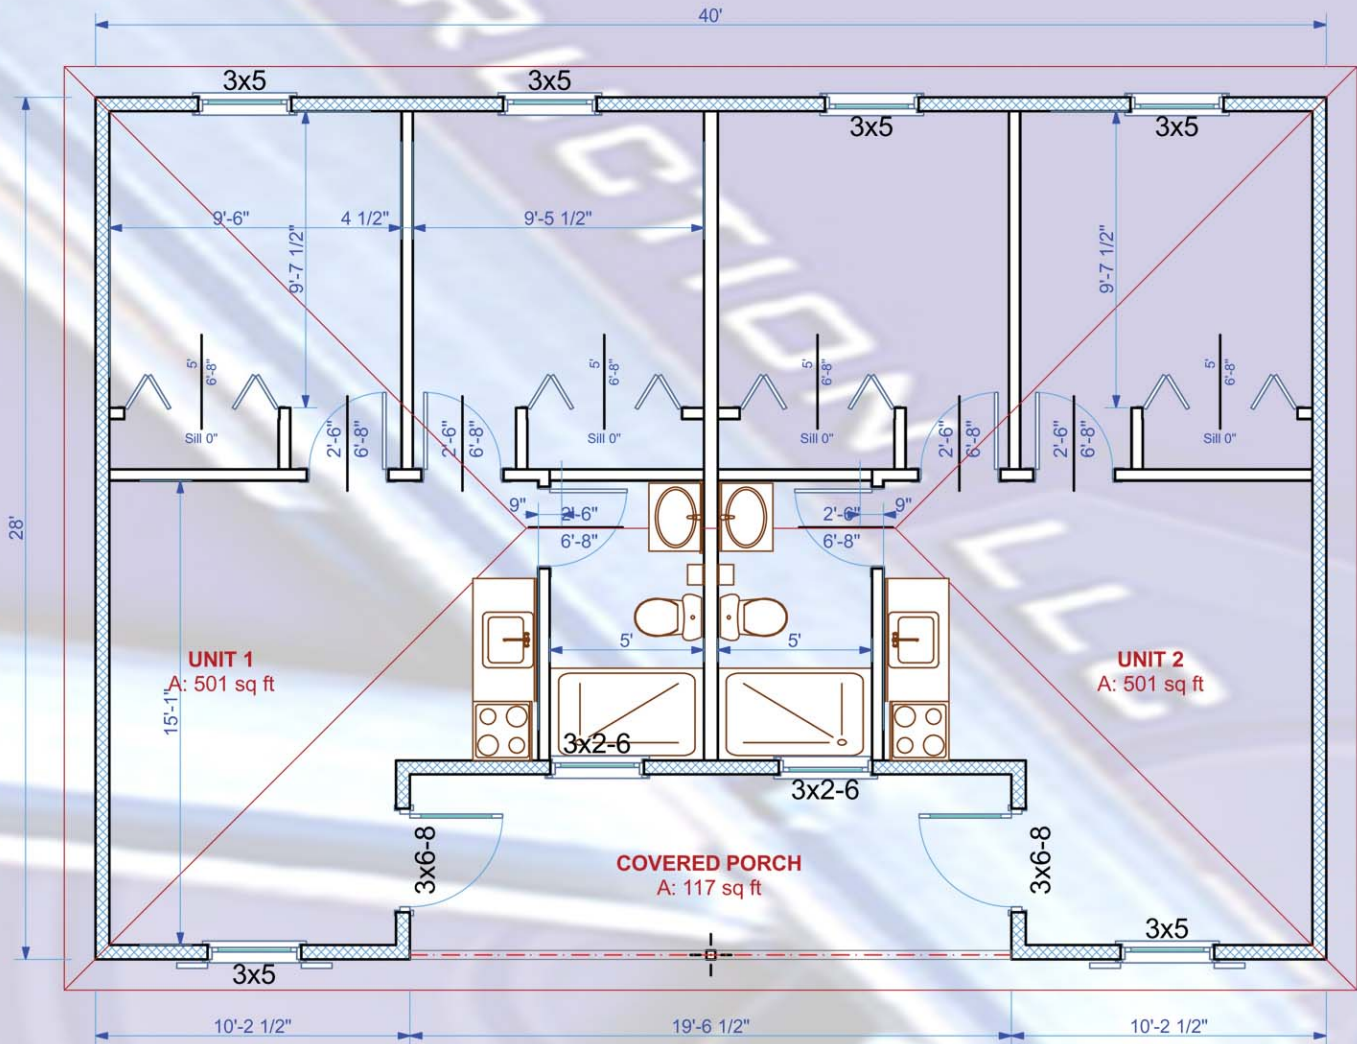 40'
3x5
3x5
3x5
3x5
9'-6"
4 1/2"
9'-5 1/2"
9'-7 1/2"
9'-7 1/2"
5'
6'-8"
Sill 0"
5'
6'-8"
Sill 0"
5'
6'-8"
Sill 0"
5'
6'-8"
Sill 0"
2'-6"
6'-8"
2'-6"
6'-8"
2'-6"
6'-8"
2'-6"
6'-8"
28'
9"
2'-6"
6'-8"
2'-6"
9"
6'-8"
5'
5'
UNIT 1
A: 501 sq ft
15'-1"
UNIT 2
A: 501 sq ft
3x2-6
3x2-6
3x6-8
COVERED PORCH
A: 117 sq ft
3x6-8
3x5
3x5
10'-2 1/2"
19'-6 1/2"
10'-2 1/2"
RUCTION
LLC